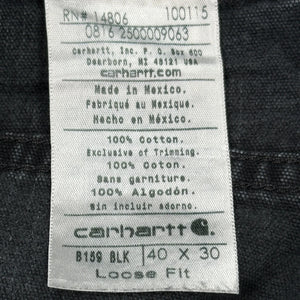 RN# 14806 100115
0816 2500009063
carhartt, Inc. P. O. Box 600
Dearborn, MI 48121 USA
carhartt.com
Made in Mexico.
Fabriqué au Mexique.
Hecho en México.
100% Cotton.
Exclusive of Trimming.
100% Coton.
Sans garniture.
100% Algodón.
Sin incluir adorno.
carhartt
B159 BLK 40 X 30
Loose Fit